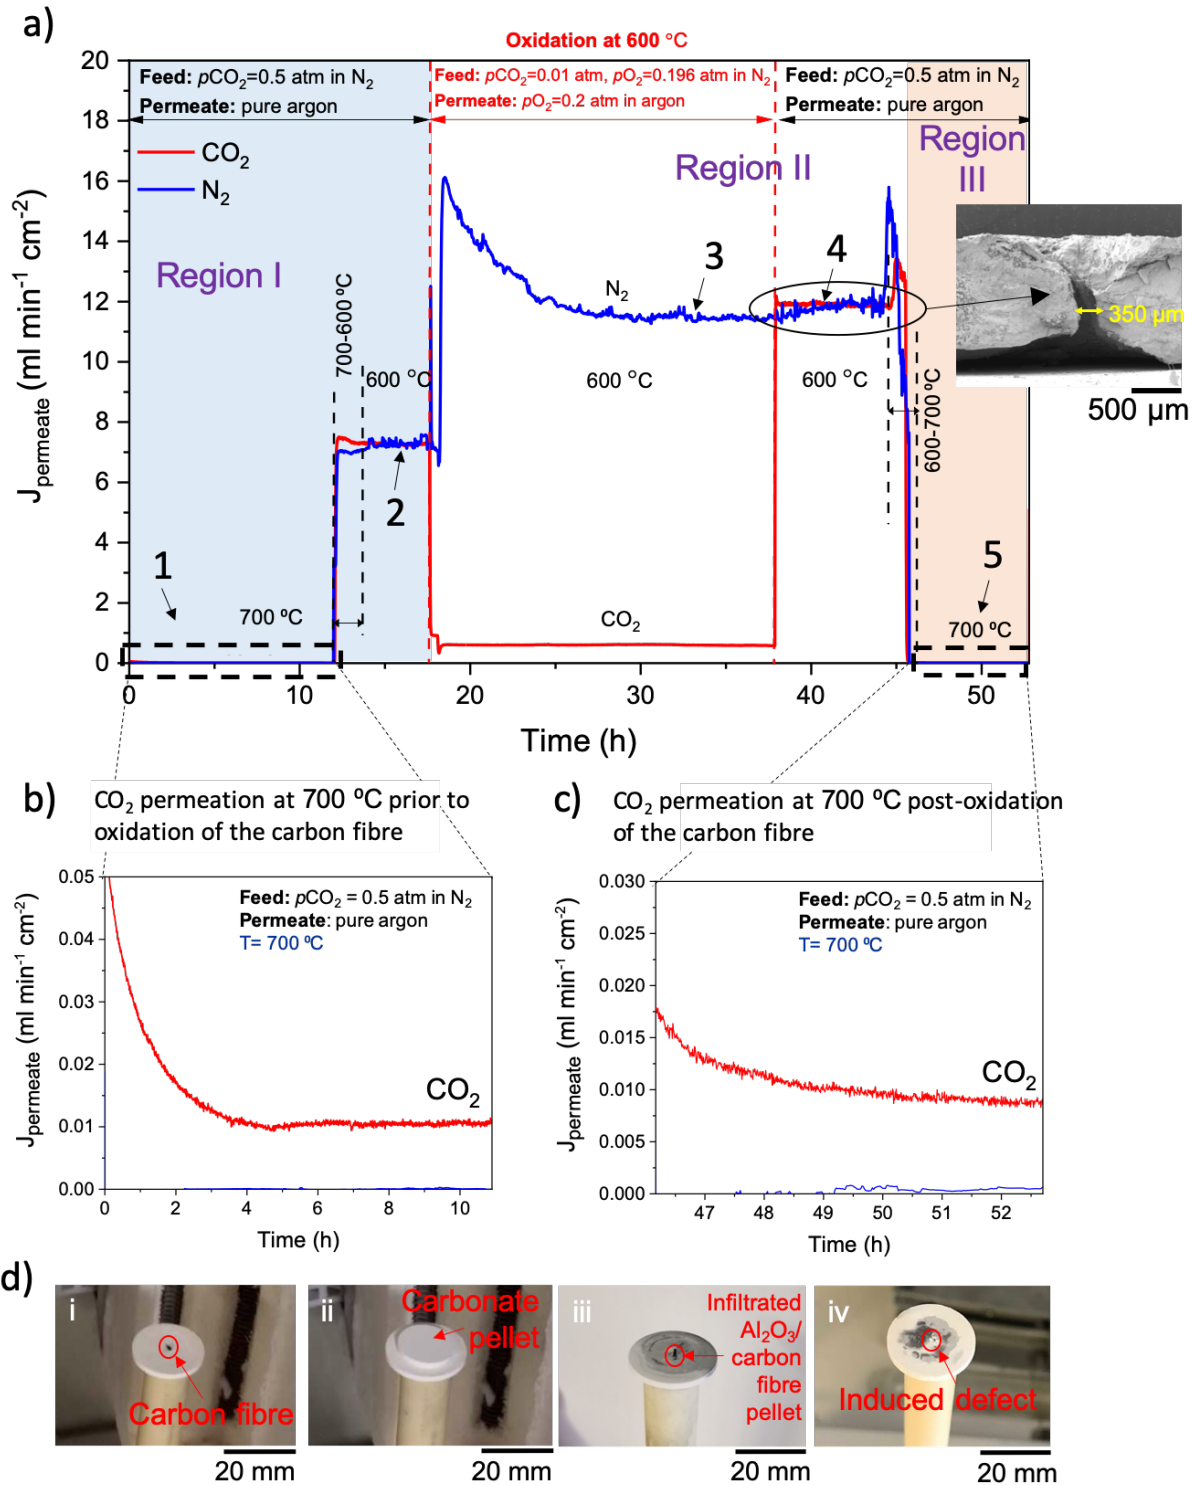 a)
Oxidation at 600 °C
Feed: pCO2=0.5 atm in N2
Permeate: pure argon
Feed: pCO2=0.01 atm, pO2=0.196 atm in N2
Permeate: pO2=0.2 atm in argon
Feed: pCO2=0.5 atm in N2
Permeate: pure argon
CO2
N2
Region I
Region II
Region
III
Jpermeate (ml min-1 cm-2)
20
18
16
14
12
10
8
6
4
2
0
1
2
3
4
5
700 ºC
700-600 ºC
600 °C
N2
600 °C
CO2
600 °C
600-700 ºC
700 ºC
350 µm
500 µm
0
10
20
30
40
50
Time (h)
b)
CO2 permeation at 700 ºC prior to
oxidation of the carbon fibre
Feed: pCO2 = 0.5 atm in N2
Permeate: pure argon
T= 700 ºC
CO2
Jpermeate (ml min-1 cm-2)
0.05
0.04
0.03
0.02
0.01
0.00
0
2
4
6
8
10
Time (h)
c)
CO2 permeation at 700 ºC post-oxidation
of the carbon fibre
Feed: pCO2 = 0.5 atm in N2
Permeate: pure argon
T= 700 ºC
CO2
Jpermeate (ml min-1 cm-2)
0.030
0.025
0.020
0.015
0.010
0.005
0.000
47
48
49
50
51
52
Time (h)
d)
i
Carbon fibre
20 mm
ii
Carbonate
pellet
20 mm
iii
Infiltrated
Al2O3/
carbon
fibre
pellet
20 mm
iv
Induced defect
20 mm